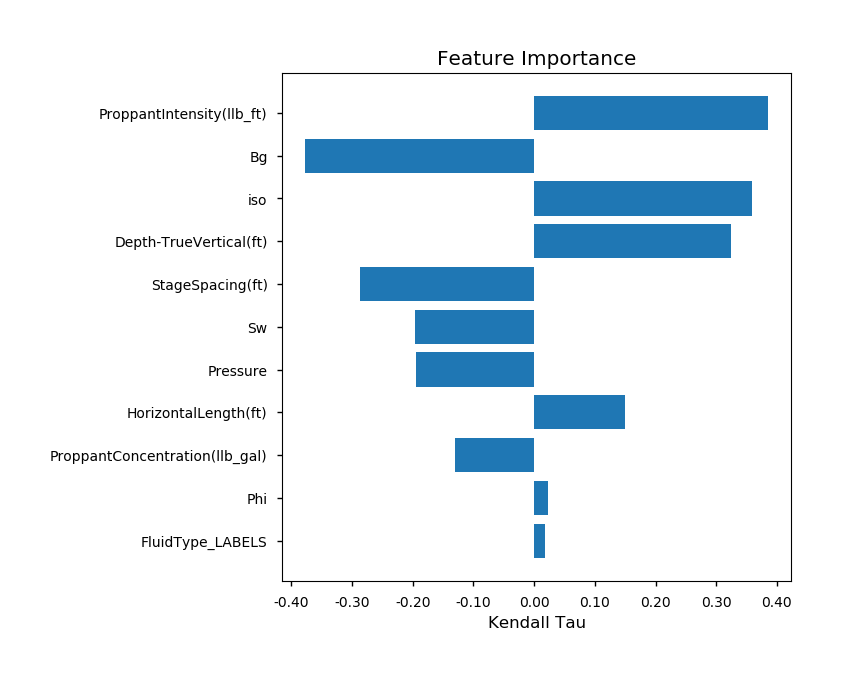 Feature Importance
ProppantIntensity(llb_ft)
Bg
iso
Depth-TrueVertical(ft)
StageSpacing(ft)
Sw
Pressure
HorizontalLength(ft)
ProppantConcentration(llb_gal)
Phi
FluidType_LABELS
-0.40 -0.30 -0.20 -0.10 0.00 0.10 0.20 0.30 0.40
Kendall Tau